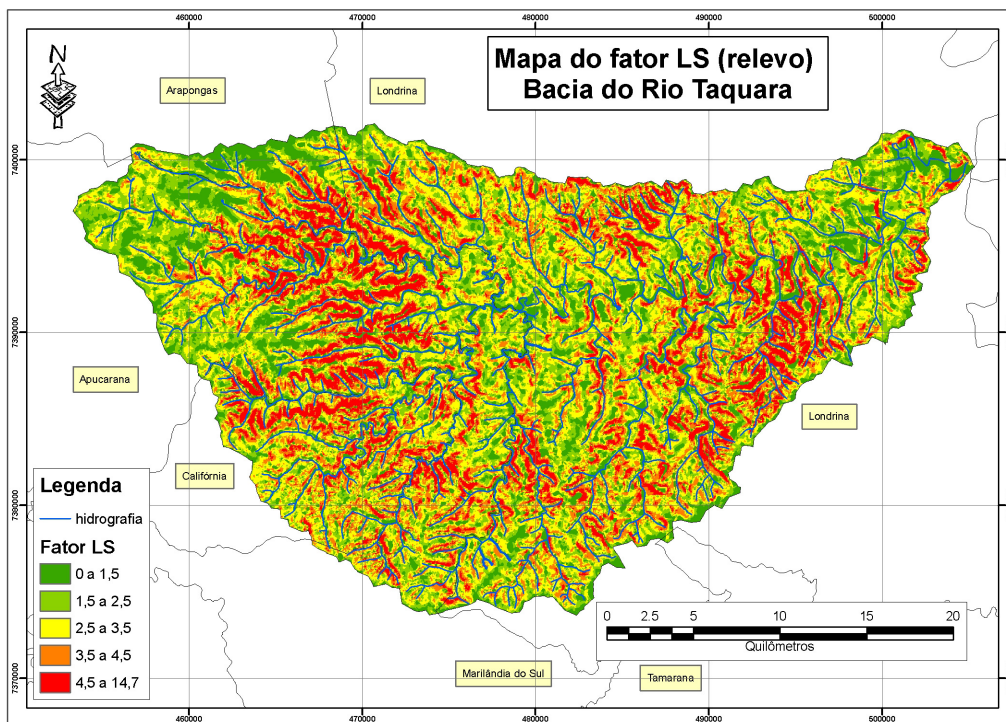 460000 470000 480000 490000 500000
N
Mapa do fator LS (relevo)
Bacia do Rio Taquara
Arapongas
Londrina
7400000
7390000
Apucarana
Londrina
Califórnia
7380000
Legenda
hidrografia
Fator LS
0 a 1,5
1,5 a 2,5
2,5 a 3,5
3,5 a 4,5
4,5 a 14,7
0 2.5 5 10 15 20
Quilômetros
Marilândia do Sul
Tamarana
7370000
460000 470000 480000 490000 500000